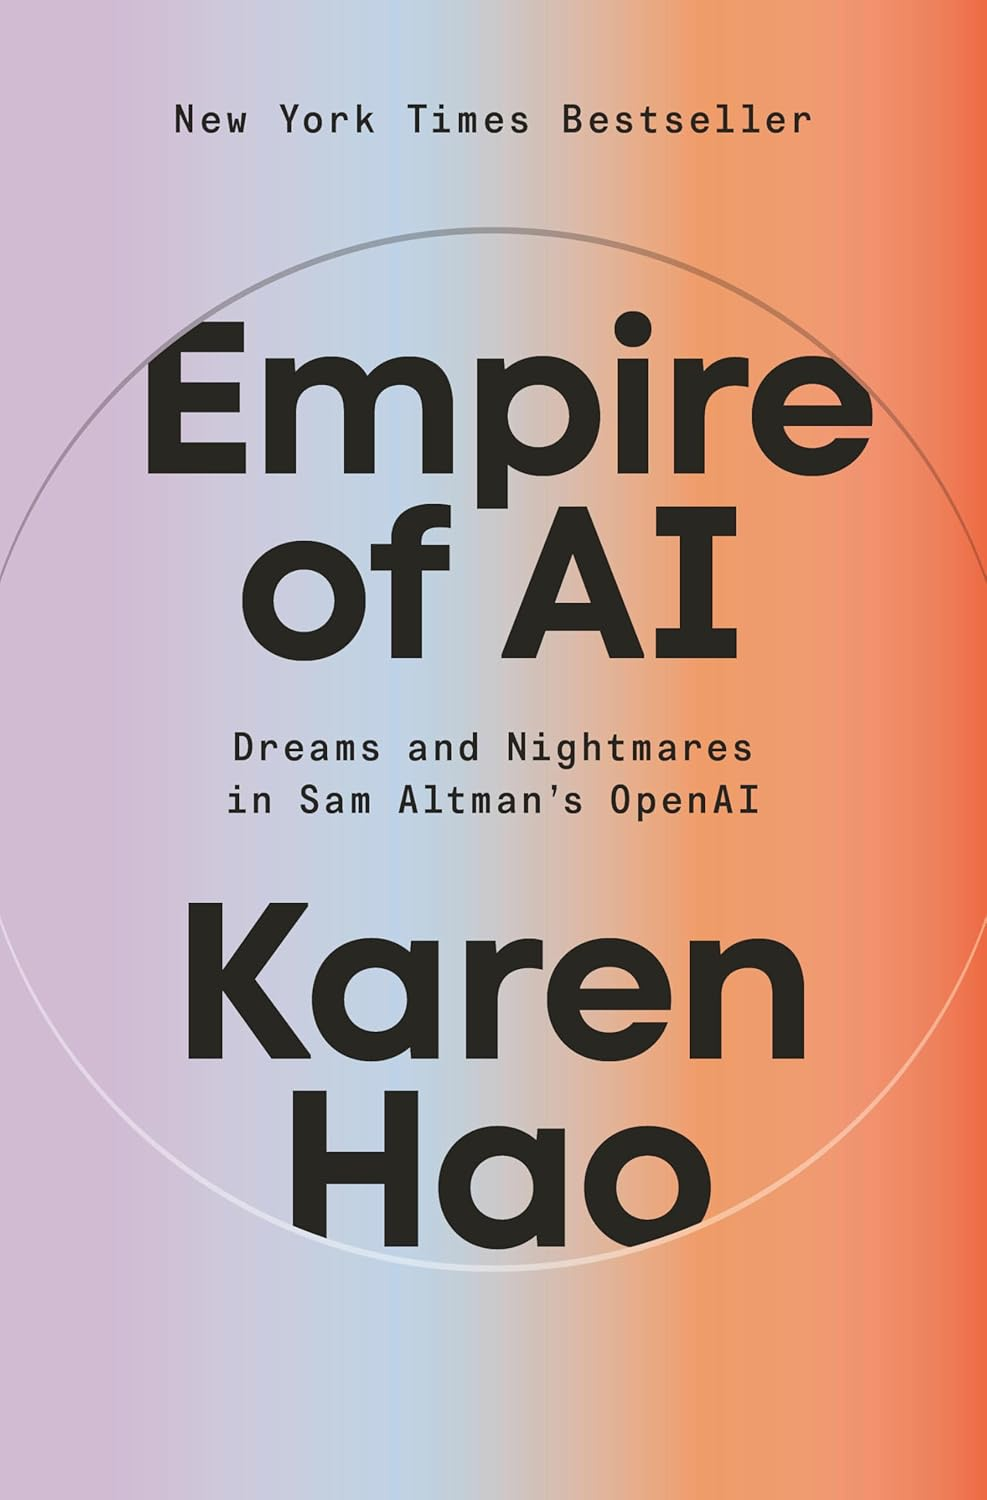 New York Times Bestseller
Empire
of AI
Dreams and Nightmares
in Sam Altman’s OpenAI
Karen
Hao